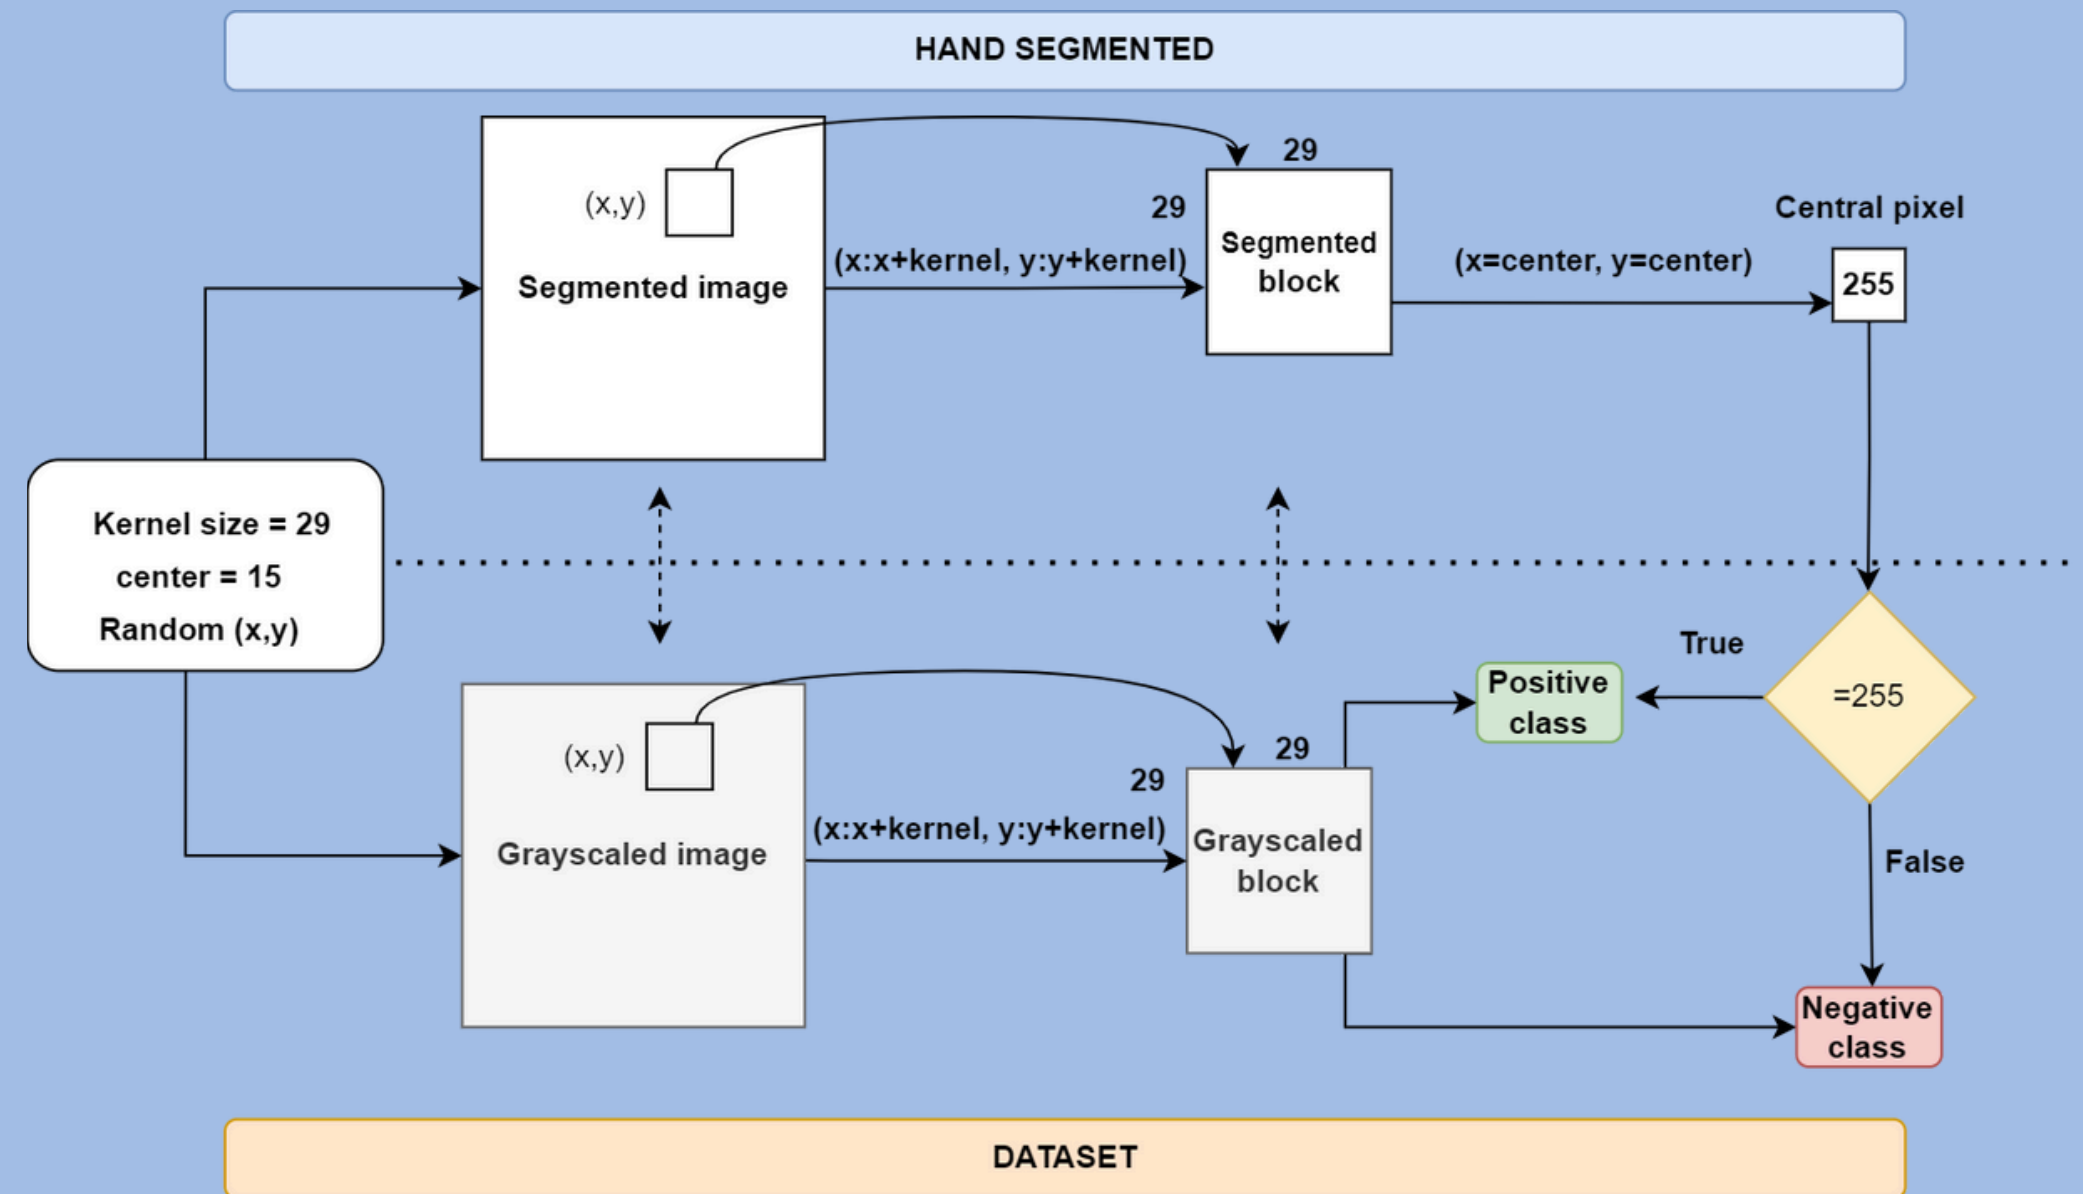 HAND SEGMENTED
29
(x,y)
29
Segmented
block
Central pixel
Segmented image
(x:x+kernel, y:y+kernel)
(x=center, y=center)
255
Kernel size = 29
center = 15
Random (x,y)
True
Positive
class
=255
(x,y)
29
29
(x:x+kernel, y:y+kernel)
Grayscaled image
Grayscaled
block
False
Negative
class
DATASET